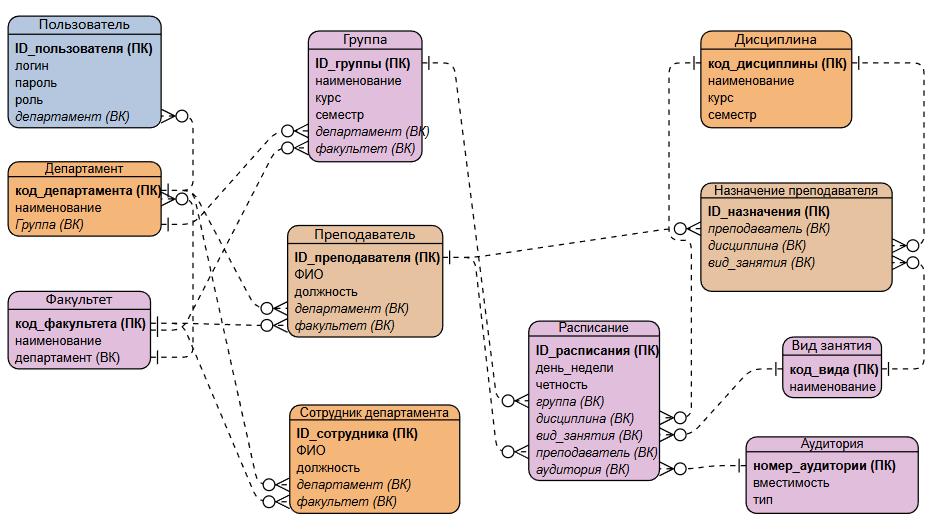 Пользователь
ID_пользователя (ПК)
логин
пароль
роль
департамент (ВК)
Группа
ID_группы (ПК)
наименование
курс
семестр
департамент (ВК)
факультет (ВК)
Дисциплина
код_дисциплины (ПК)
наименование
курс
семестр
Департамент
код_департамента (ПК)
наименование
Группа (ВК)
Преподаватель
ID_преподавателя (ПК)
ФИО
должность
департамент (ВК)
факультет (ВК)
Назначение преподавателя
ID_назначения (ПК)
преподаватель (ВК)
дисциплина (ВК)
вид_занятия (ВК)
Факультет
код_факультета (ПК)
наименование
департамент (ВК)
Расписание
ID_расписания (ПК)
день_недели
четность
группа (ВК)
дисциплина (ВК)
вид_занятия (ВК)
преподаватель (ВК)
аудитория (ВК)
Вид занятия
код_вида (ПК)
наименование
Сотрудник департамента
ID_сотрудника (ПК)
ФИО
должность
департамент (ВК)
факультет (ВК)
Аудитория
номер_аудитории (ПК)
вместимость
тип